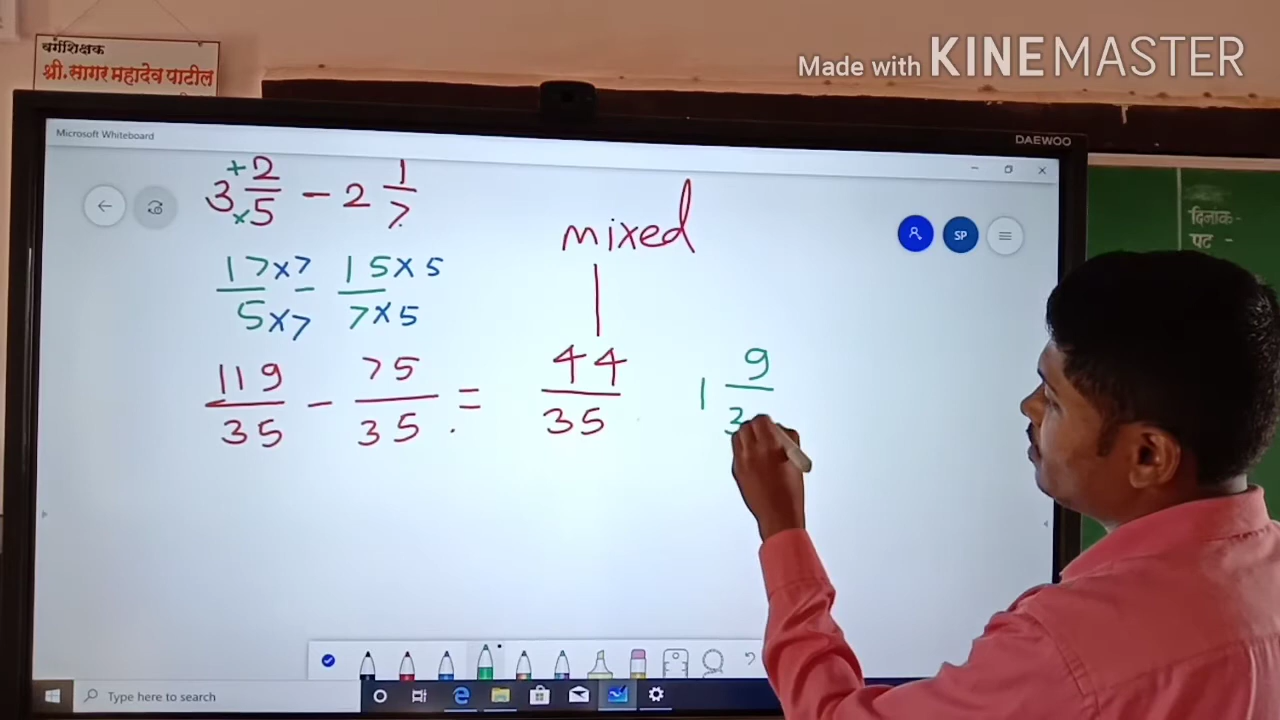 Made with KINEMASTER
वर्गशिक्षक
श्री.सागर महादेव पाटील
Microsoft Whiteboard
DAEWOO
3 + 2/5 × - 2 1/7
mixed
SP
दिनांक-
पट -
17×7/5×7 - 15×5/7×5
119/35 - 75/35 = 44/35 1 9/3
Type here to search